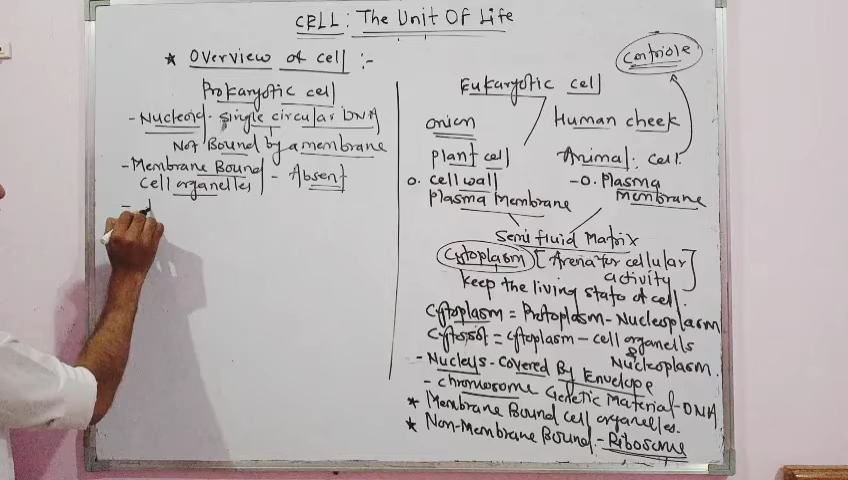 CELL: The Unit Of Life
* Overview of cell :-
Prokaryotic cell
- Nucleoid - single circular DNA
Not Bound by a membrane
- Membrane Bound
cell organelles - Absent
-
Eukaryotic cell
Centriole
onion
Human cheek
Plant cell
Animal cell
o. cell wall
Plasma Membrane
- o. Plasma
Membrane
Semi fluid Matrix
Cytoplasm [Arena for cellular
activity]
keep the living state of cell.
Cytoplasm = Protoplasm - Nucleoplasm
Cytosol = Cytoplasm - cell organells
& Nucleoplasm.
- Nucleus - Covered By Envelope
- chromosome Genetic Material - DNA
* Membrane Bound cell organelles.
* Non-Membrane Bound - Ribosome